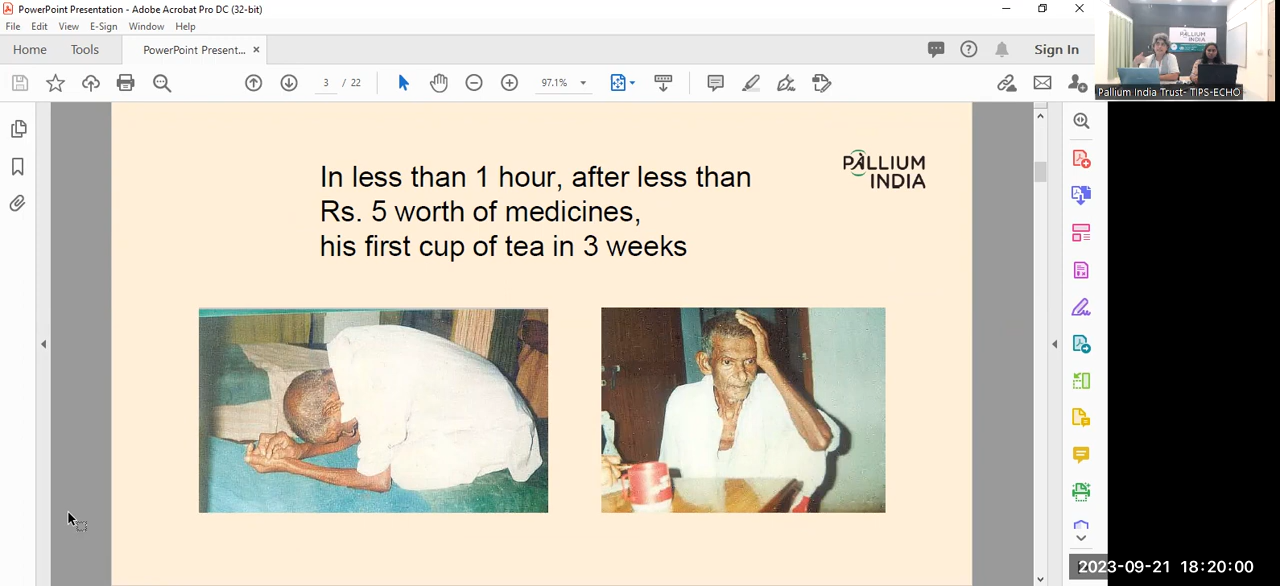 PowerPoint Presentation - Adobe Acrobat Pro DC (32-bit)
File Edit View E-Sign Window Help
Home Tools PowerPoint Present... × Sign In
3 / 22 97.1%
PALLIUM
INDIA
Pallium India Trust- TIPS-ECHO
In less than 1 hour, after less than
Rs. 5 worth of medicines,
his first cup of tea in 3 weeks
PALLIUM
INDIA
2023-09-21 18:20:00